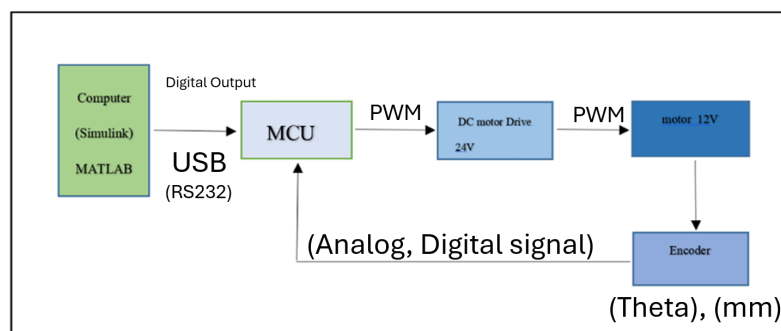 Digital Output
Computer
(Simulink)
MATLAB
USB
(RS232)
MCU
PWM
DC motor Drive
24V
PWM
motor 12V
(Analog, Digital signal)
Encoder
(Theta), (mm)